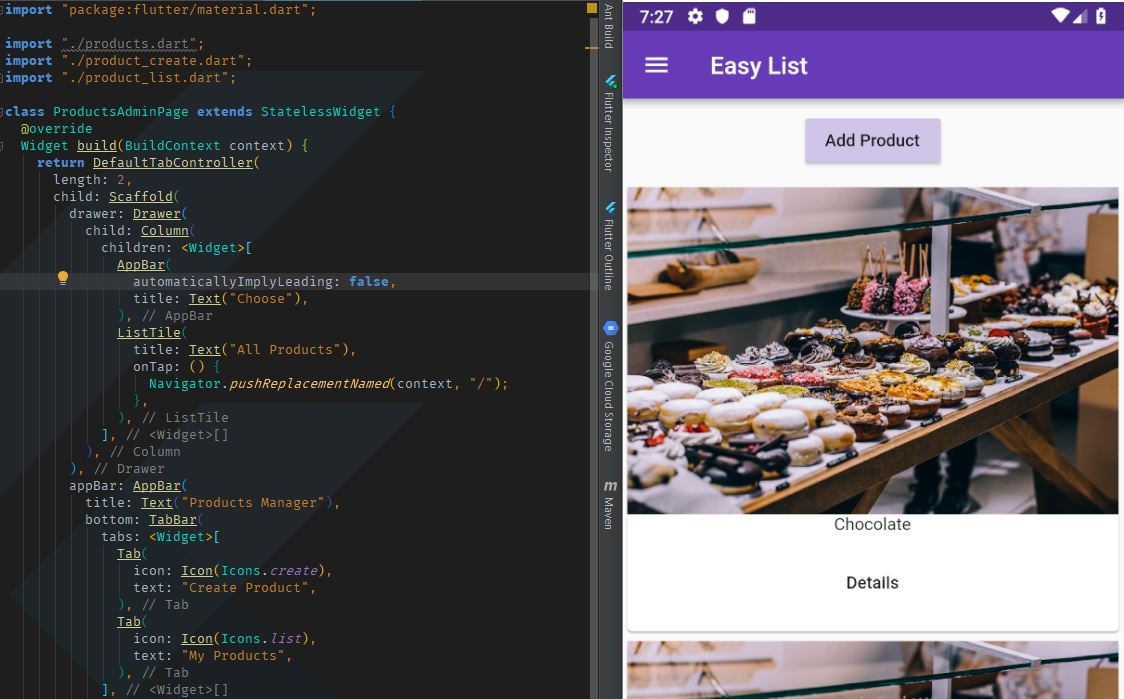 import "package:flutter/material.dart";
import "./products.dart";
import "./product_create.dart";
import "./product_list.dart";
class ProductsAdminPage extends StatelessWidget {
@override
Widget build(BuildContext context) {
return DefaultTabController(
length: 2,
child: Scaffold(
drawer: Drawer(
child: Column(
children: <Widget>[
AppBar(
automaticallyImplyLeading: false,
title: Text("Choose"),
), // AppBar
ListTile(
title: Text("All Products"),
onTap: () {
Navigator.pushReplacementNamed(context, "/");
},
), // ListTile
], // <Widget>[]
), // Column
), // Drawer
appBar: AppBar(
title: Text("Products Manager"),
bottom: TabBar(
tabs: <Widget>[
Tab(
icon: Icon(Icons.create),
text: "Create Product",
), // Tab
Tab(
icon: Icon(Icons.list),
text: "My Products",
), // Tab
], // <Widget>[]
Ant Build
Flutter Inspector
Flutter Outline
Google Cloud Storage
m
Maven
7:27
Easy List
Add Product
Chocolate
Details